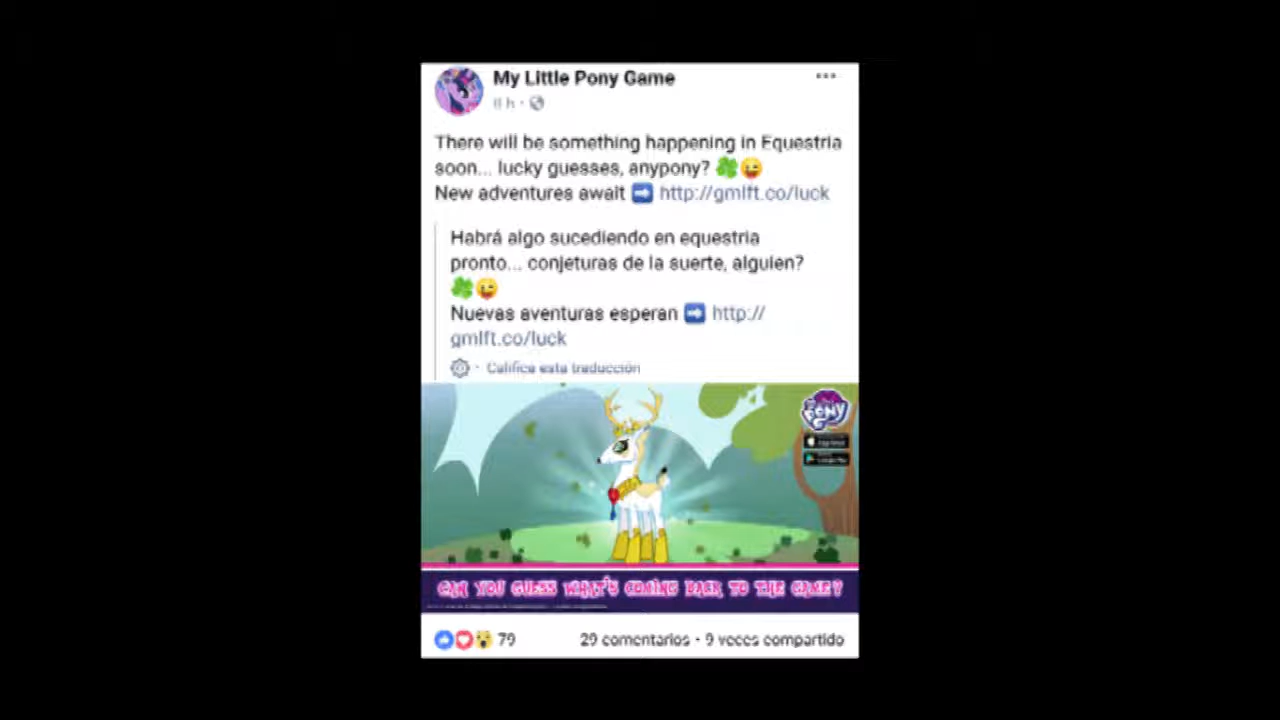 My Little Pony Game
8 h ·
There will be something happening in Equestria
soon... lucky guesses, anypony? 🍀😜
New adventures await ➡ http://gmlft.co/luck
Habrá algo sucediendo en equestria
pronto... conjeturas de la suerte, alguien?
🍀😜
Nuevas aventuras esperan ➡ http://
gmlft.co/luck
· Califica esta traducción
PONY
CAN YOU GUESS WHAT'S COMING BACK TO THE GAME?
79 29 comentarios · 9 veces compartido